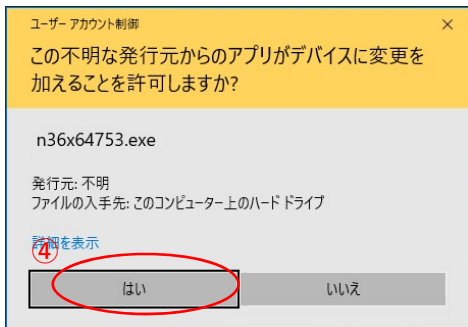 ユーザー アカウント制御
この不明な発行元からのアプリがデバイスに変更を
加えることを許可しますか?
n36x64753.exe
発行元: 不明
ファイルの入手先: このコンピューター上のハード ドライブ
詳細を表示
④
はい
いいえ